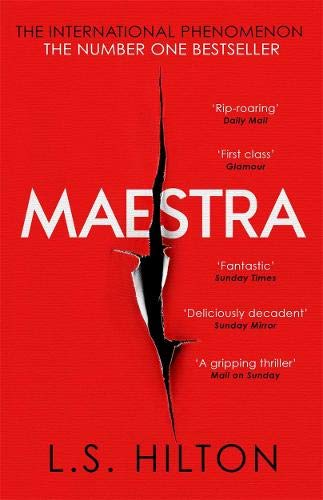 THE INTERNATIONAL PHENOMENON
THE NUMBER ONE BESTSELLER
‘Rip-roaring’
Daily Mail
‘First class’
Glamour
MAESTRA
‘Fantastic’
Sunday Times
‘Deliciously decadent’
Sunday Mirror
‘A gripping thriller’
Mail on Sunday
L.S. HILTON